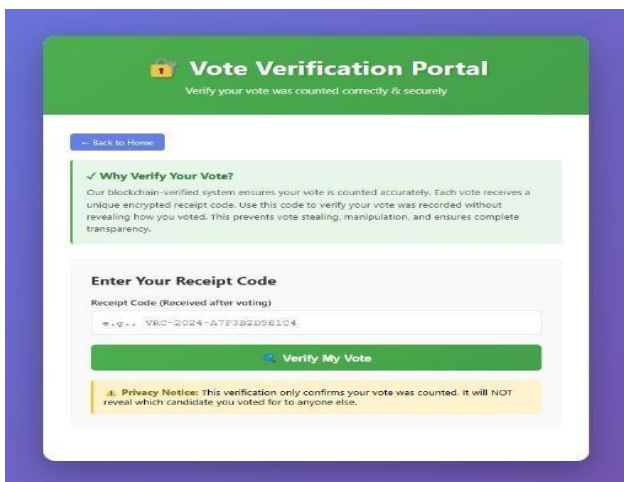 Vote Verification Portal
Verify your vote was counted correctly & securely
← Back to Home
✓ Why Verify Your Vote?
Our blockchain-verified system ensures your vote is counted accurately. Each vote receives a
unique encrypted receipt code. Use this code to verify your vote was recorded without
revealing how you voted. This prevents vote stealing, manipulation, and ensures complete
transparency.
Enter Your Receipt Code
Receipt Code (Received after voting)
e.g., VRC-2024-A7F3B2D5E1C4
Verify My Vote
Privacy Notice: This verification only confirms your vote was counted. It will NOT
reveal which candidate you voted for to anyone else.